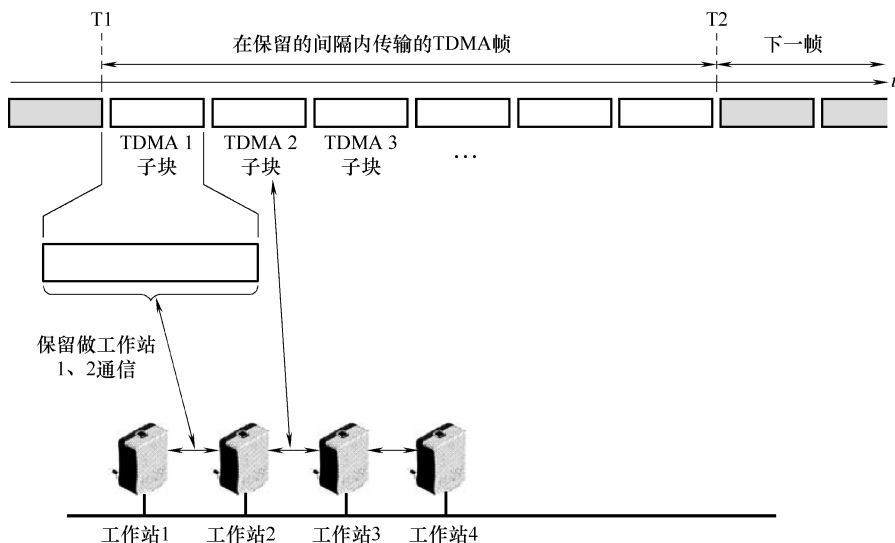 T1
T2
在保留的间隔内传输的TDMA帧
下一帧
t
TDMA 1
子块
TDMA 2
子块
TDMA 3
子块
…
保留做工作站
1、2通信
工作站1
工作站2
工作站3
工作站4